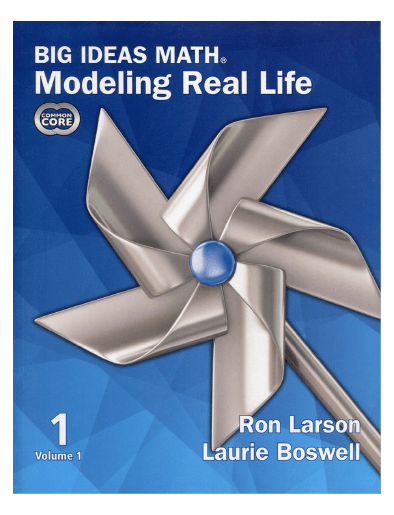 BIG IDEAS MATH®
Modeling Real Life
COMMON
CORE
1
Volume 1
Ron Larson
Laurie Boswell